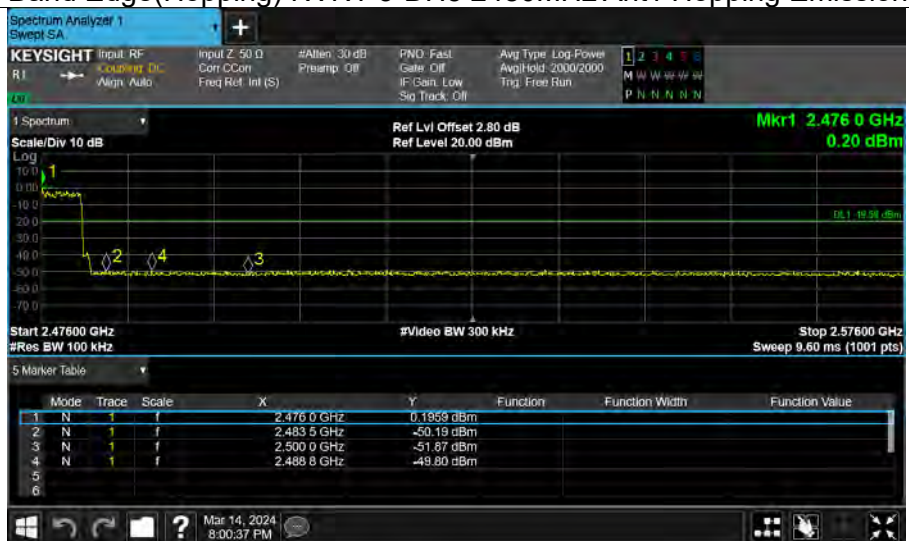 Spectrum Analyzer 1
Swept SA
+
KEYSIGHT Input: RF Input Z: 50 Ω #Atten: 30 dB PNO: Fast Avg Type: Log-Power 1 2 3 4 5 6
R1 Coupling: DC Corr CCorr Preamp: Off Gate: Off Avg|Hold: 2000/2000 M W W W W W
Align: Auto Freq Ref: Int (S) IF Gain: Low Trig: Free Run
Sig Track: Off P N N N N N
1 Spectrum Ref Lvl Offset 2.80 dB Mkr1 2.476 0 GHz
Scale/Div 10 dB Ref Level 20.00 dBm 0.20 dBm
Log
10.0 1
0.00
-10.0
-20.0 DL1 -19.58 dBm
-30.0
-40.0 2 4 3
-50.0
-60.0
-70.0
Start 2.47600 GHz #Video BW 300 kHz Stop 2.57600 GHz
#Res BW 100 kHz Sweep 9.60 ms (1001 pts)
5 Marker Table
Mode Trace Scale X Y Function Function Width Function Value
1 N 1 f 2.476 0 GHz 0.1959 dBm
2 N 1 f 2.483 5 GHz -50.19 dBm
3 N 1 f 2.500 0 GHz -51.87 dBm
4 N 1 f 2.488 8 GHz -49.80 dBm
5
6
? Mar 14, 2024
8:00:37 PM